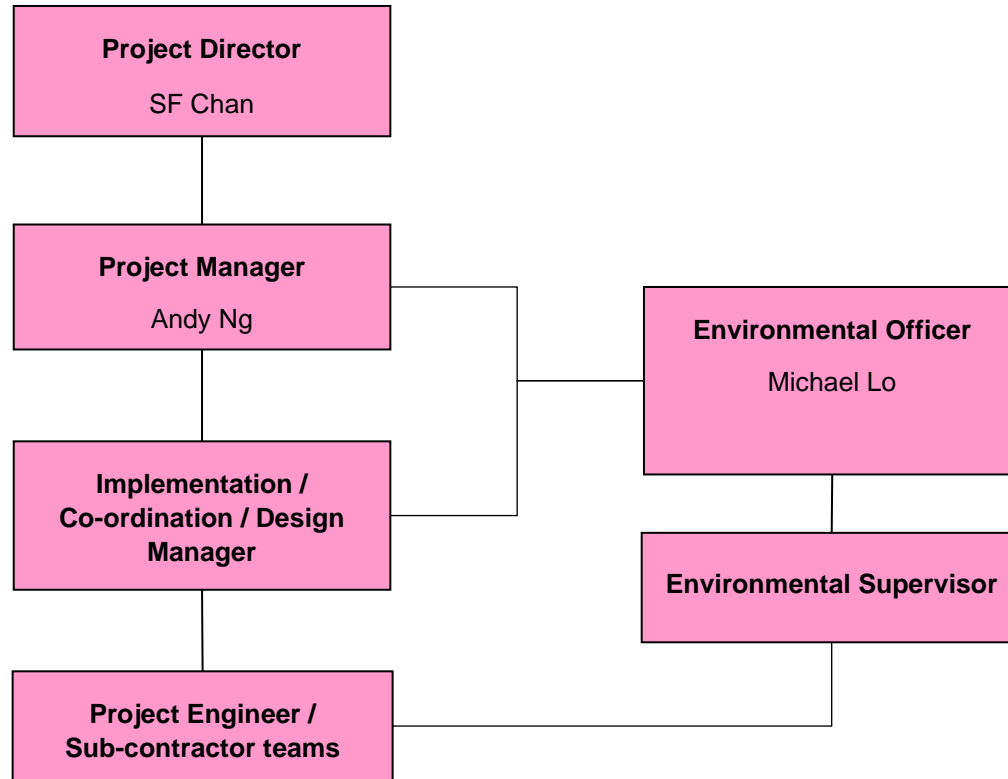 Project Director
SF Chan
Project Manager
Andy Ng
Environmental Officer
Michael Lo
Implementation /
Co-ordination / Design
Manager
Environmental Supervisor
Project Engineer /
Sub-contractor teams